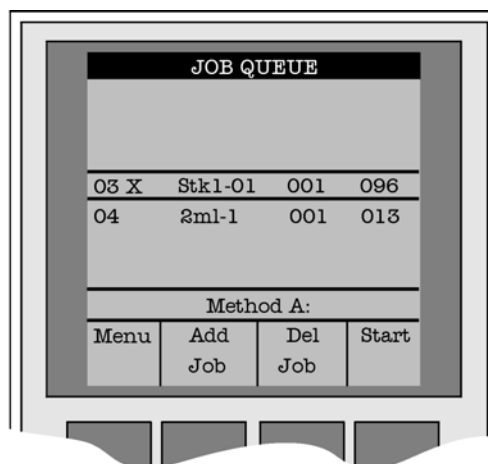 JOB QUEUE
03 X Stk1-01 001 096
04 2ml-1 001 013
Method A:
Menu Add Job Del Job Start